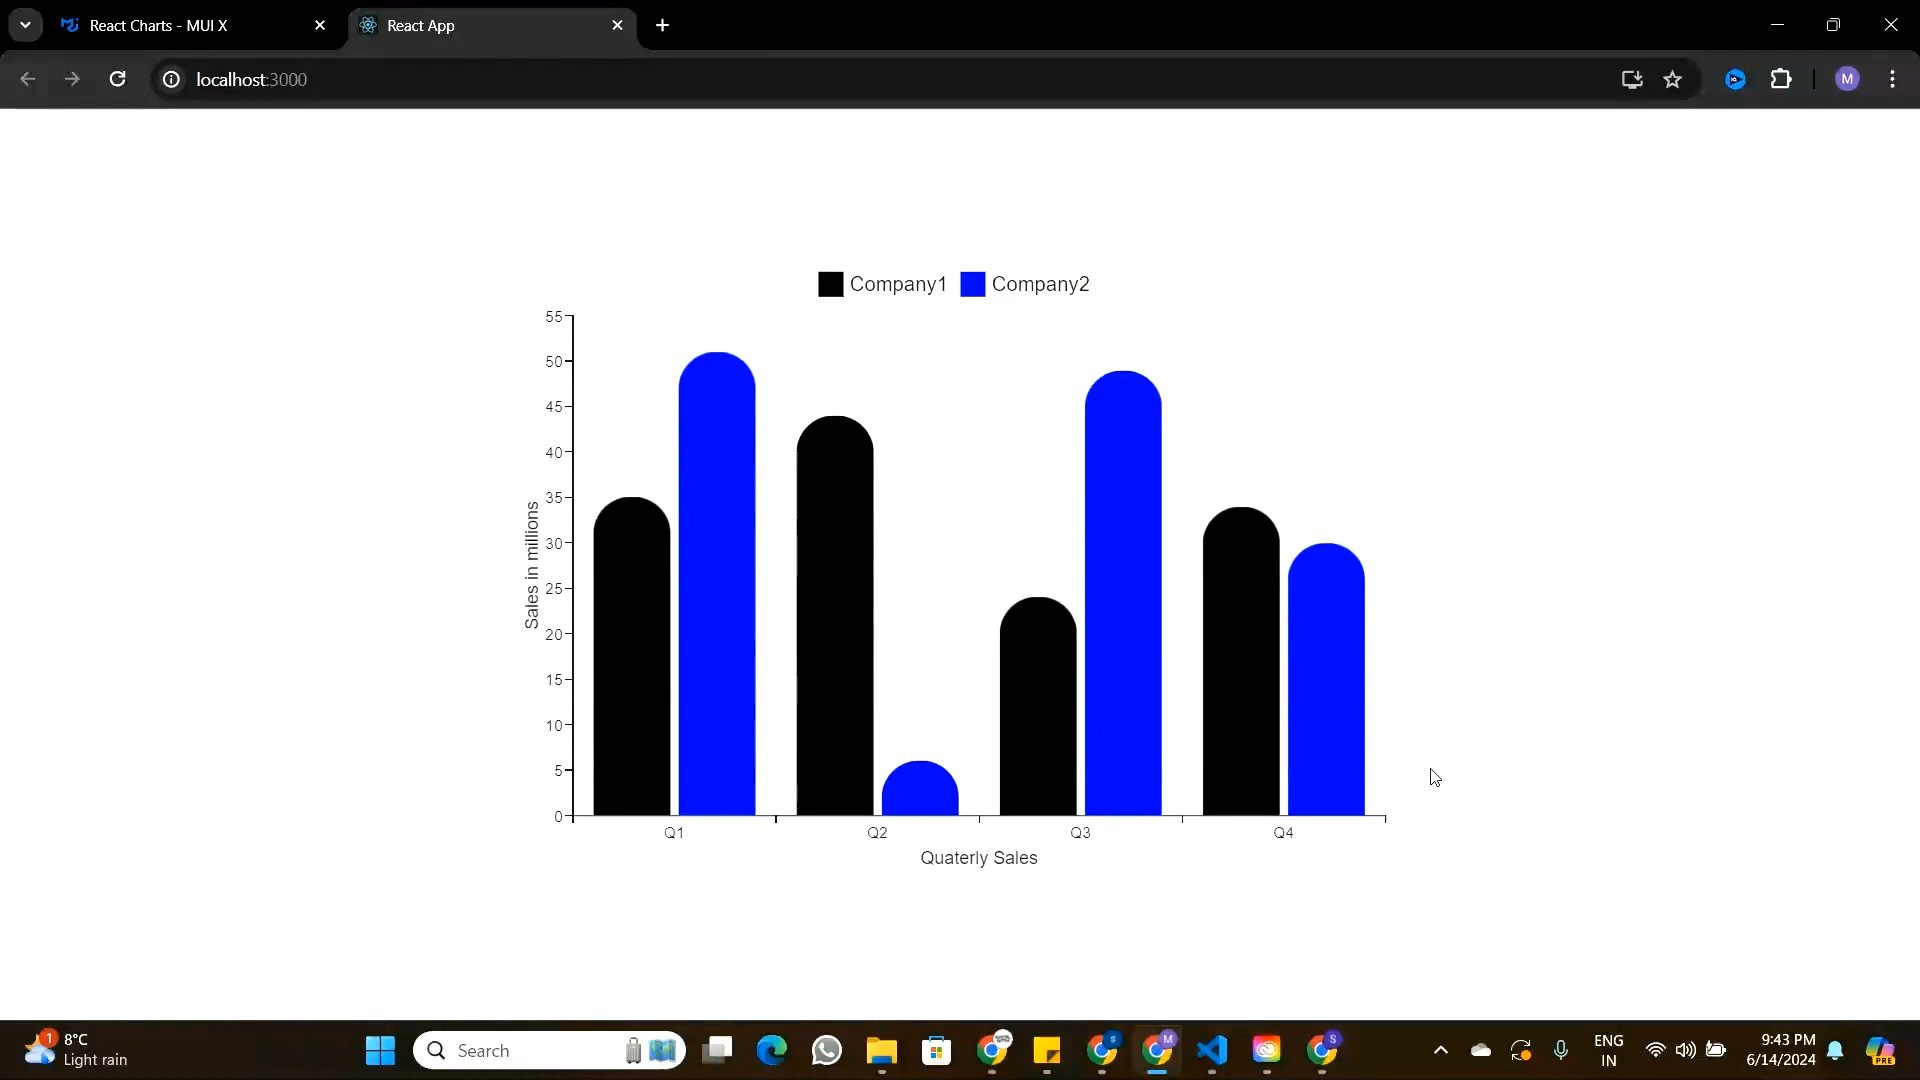 React Charts - MUI X
React App
localhost:3000
M
Company1 Company2
55
50
45
40
35
30
25
20
15
10
5
0
Sales in millions
Q1 Q2 Q3 Q4
Quaterly Sales
1
8°C
Light rain
Search
S
M
S
ENG
IN
9:43 PM
6/14/2024
PRE